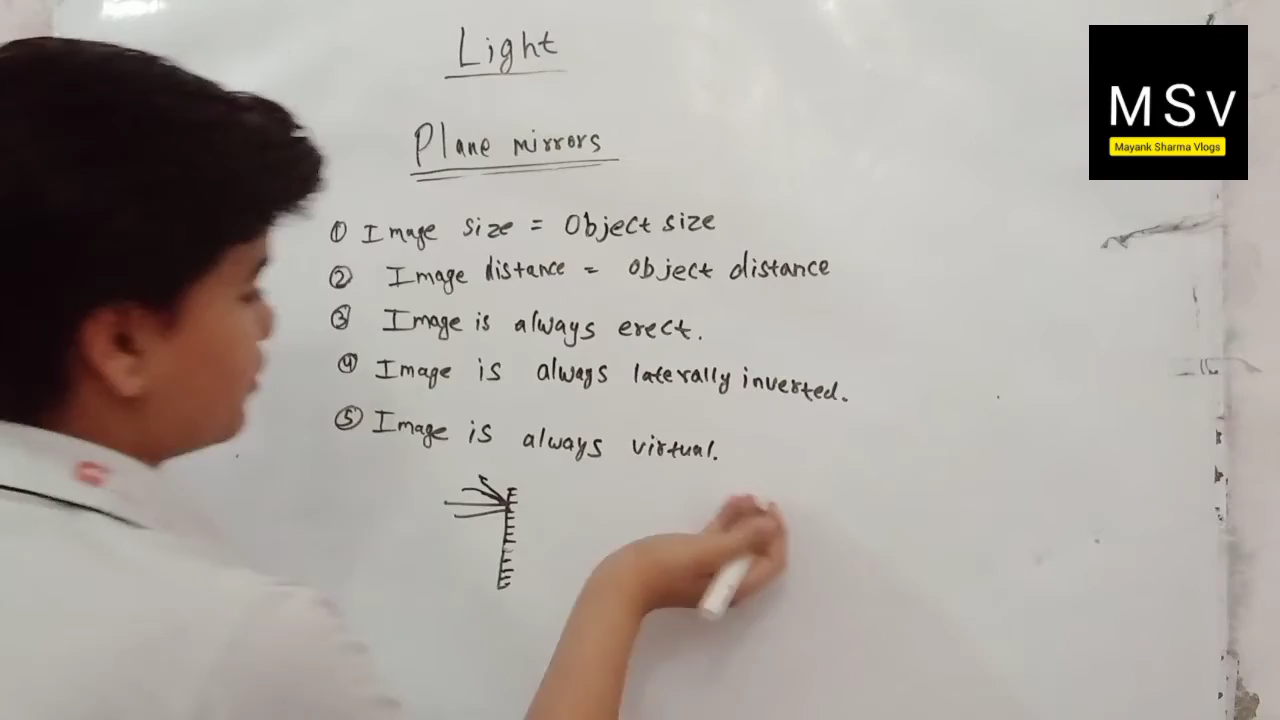 Light
Plane mirrors
① Image size = Object size
② Image distance = object distance
③ Image is always erect.
④ Image is always laterally inverted.
⑤ Image is always virtual.
MSV
Mayank Sharma Vlogs